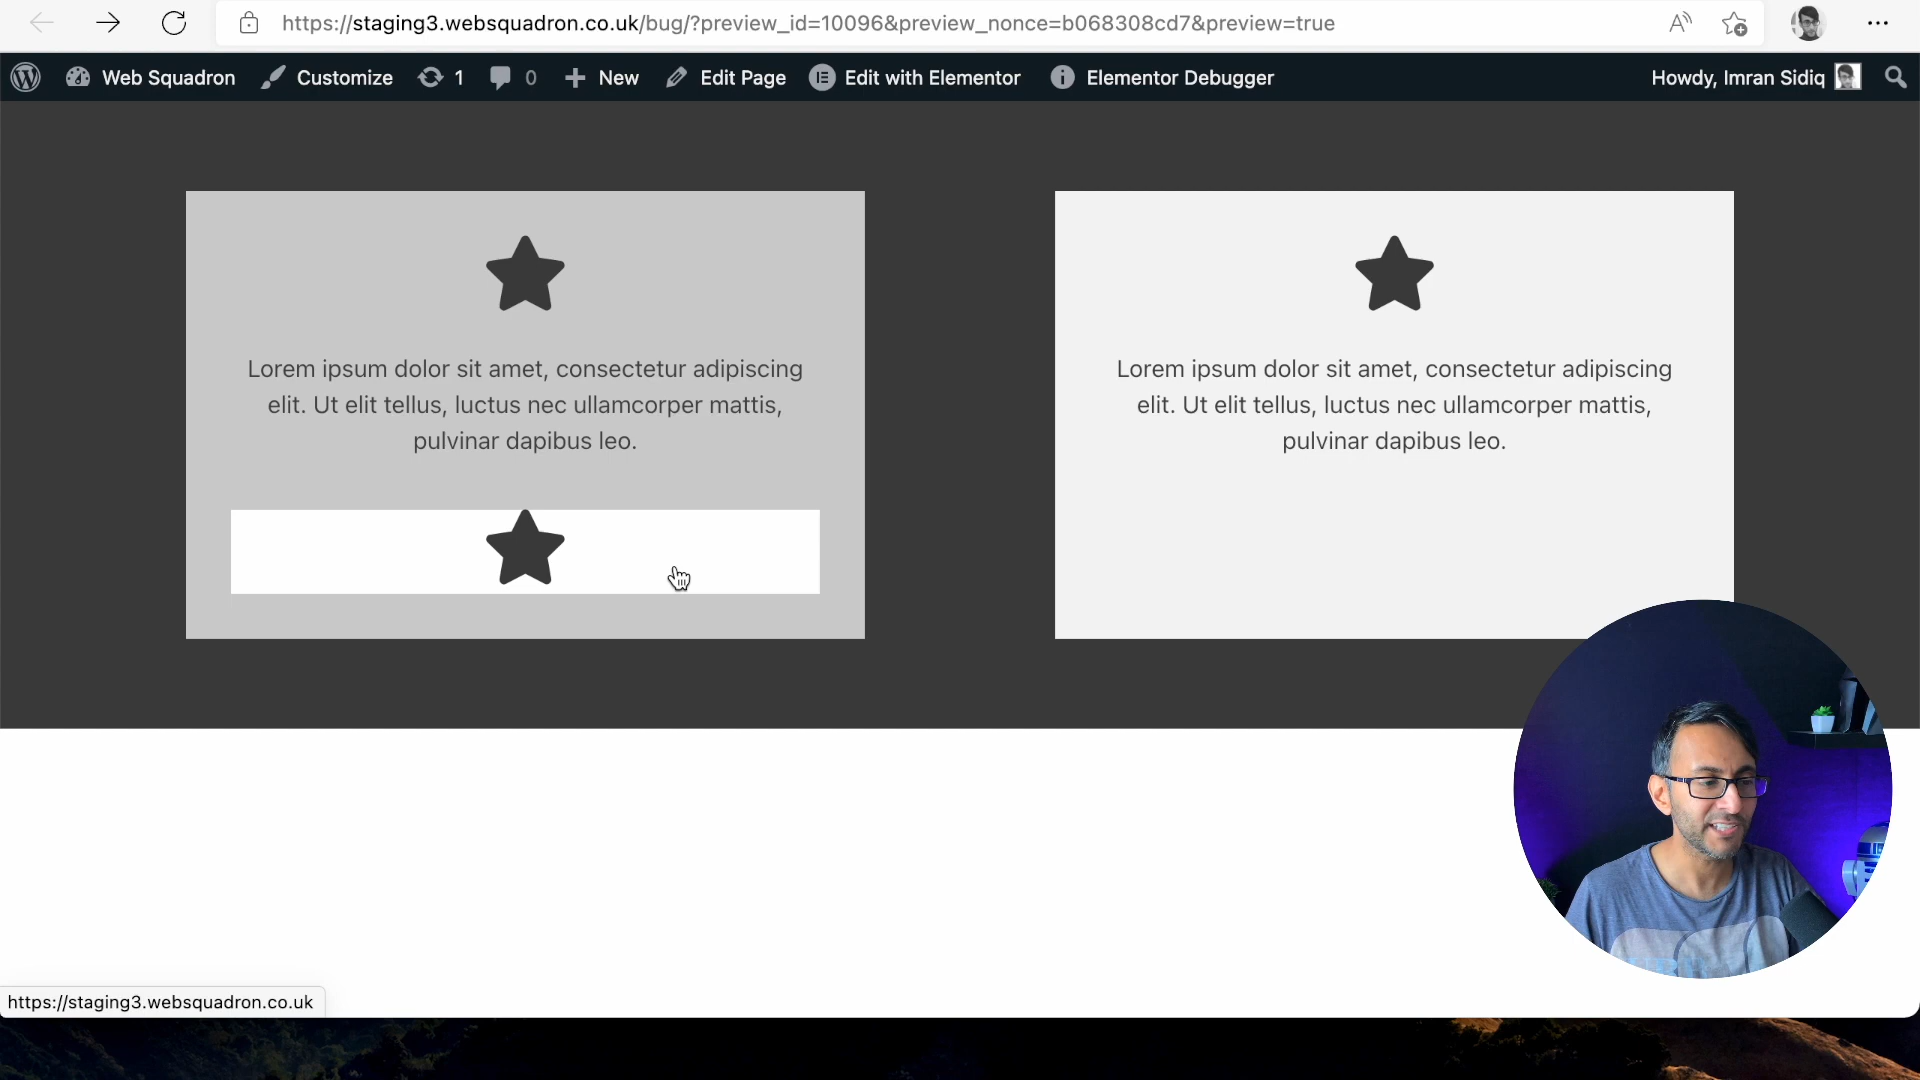 https://staging3.websquadron.co.uk/bug/?preview_id=10096&preview_nonce=b068308cd7&preview=true
Web Squadron Customize 1 0 New Edit Page Edit with Elementor Elementor Debugger Howdy, Imran Sidiq
Lorem ipsum dolor sit amet, consectetur adipiscing
elit. Ut elit tellus, luctus nec ullamcorper mattis,
pulvinar dapibus leo.
Lorem ipsum dolor sit amet, consectetur adipiscing
elit. Ut elit tellus, luctus nec ullamcorper mattis,
pulvinar dapibus leo.
https://staging3.websquadron.co.uk